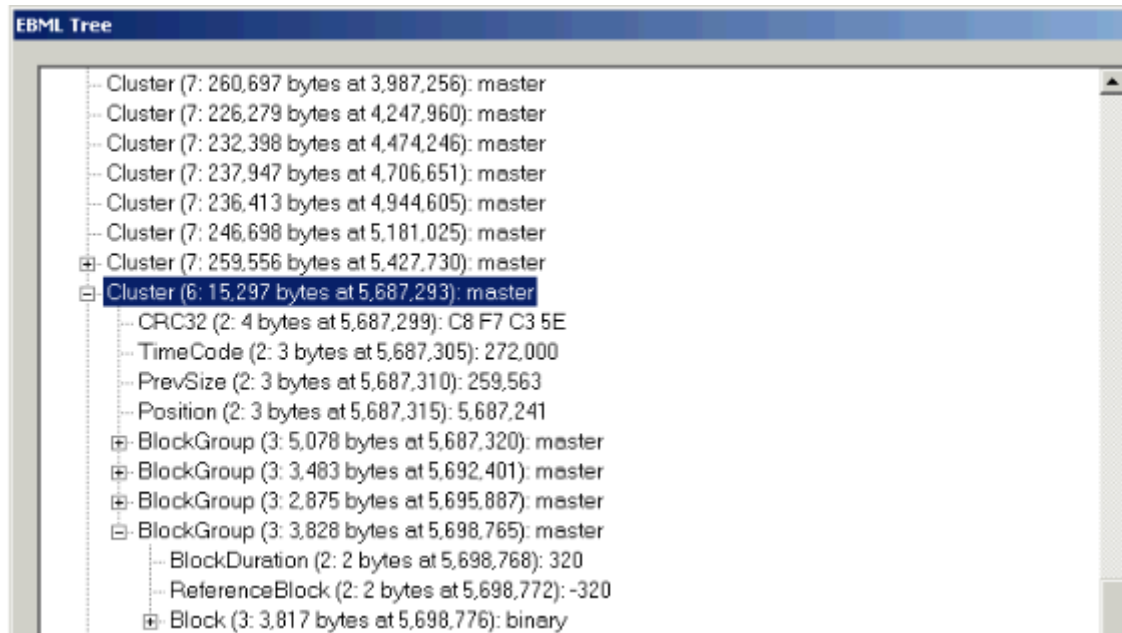 EBML Tree
Cluster (7: 260,697 bytes at 3,987,256): master
Cluster (7: 226,279 bytes at 4,247,960): master
Cluster (7: 232,398 bytes at 4,474,246): master
Cluster (7: 237,947 bytes at 4,706,651): master
Cluster (7: 236,413 bytes at 4,944,605): master
Cluster (7: 246,698 bytes at 5,181,025): master
Cluster (7: 259,556 bytes at 5,427,730): master
Cluster (6: 15,297 bytes at 5,687,293): master
CRC32 (2: 4 bytes at 5,687,299): C8 F7 C3 5E
TimeCode (2: 3 bytes at 5,687,305): 272,000
PrevSize (2: 3 bytes at 5,687,310): 259,563
Position (2: 3 bytes at 5,687,315): 5,687,241
BlockGroup (3: 5,078 bytes at 5,687,320): master
BlockGroup (3: 3,483 bytes at 5,692,401): master
BlockGroup (3: 2,875 bytes at 5,695,887): master
BlockGroup (3: 3,828 bytes at 5,698,765): master
BlockDuration (2: 2 bytes at 5,698,768): 320
ReferenceBlock (2: 2 bytes at 5,698,772): -320
Block (3: 3,817 bytes at 5,698,776): binary